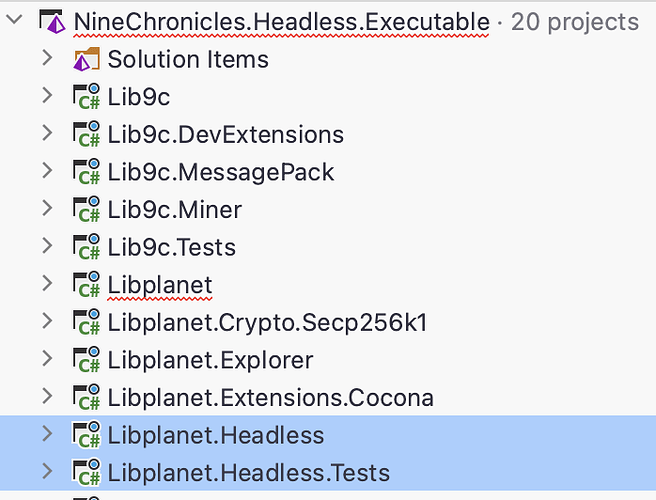 NineChronicles.Headless.Executable · 20 projects
Solution Items
C# Lib9c
C# Lib9c.DevExtensions
C# Lib9c.MessagePack
C# Lib9c.Miner
C# Lib9c.Tests
C# Libplanet
C# Libplanet.Crypto.Secp256k1
C# Libplanet.Explorer
C# Libplanet.Extensions.Cocona
C# Libplanet.Headless
C# Libplanet.Headless.Tests